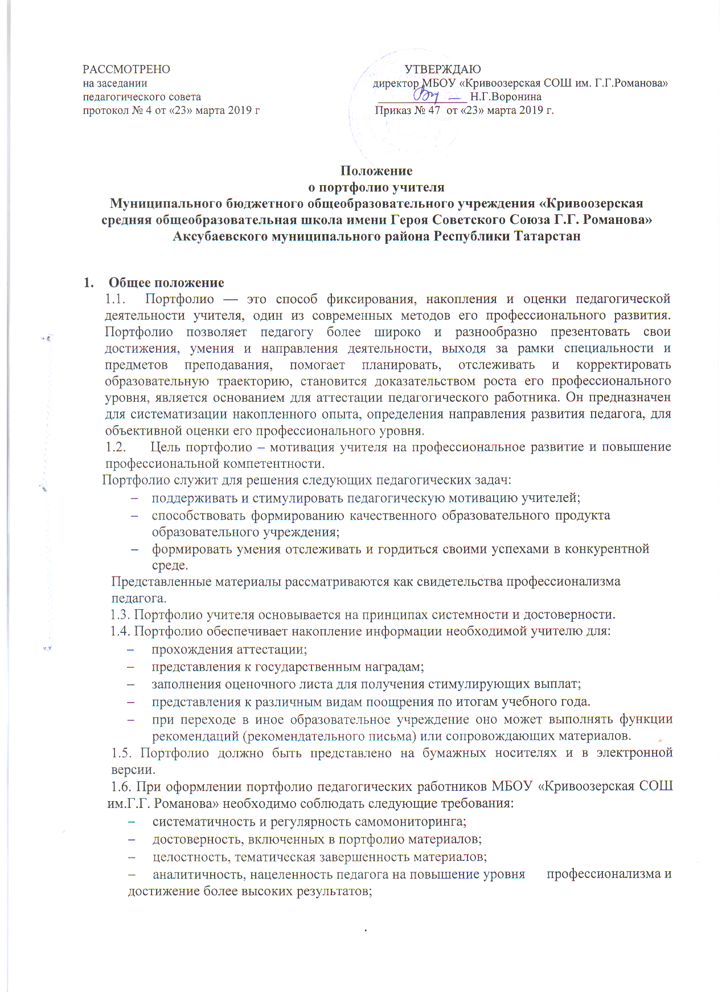 РАССМОТРЕНО
на заседании
педагогического совета
протокол № 4 от «23» марта 2019 г
УТВЕРЖДАЮ
директор МБОУ «Кривоозерская СОШ им. Г.Г.Романова»
Н.Г.Воронина
Приказ № 47 от «23» марта 2019 г.
Положение
о портфолио учителя
Муниципального бюджетного общеобразовательного учреждения «Кривоозерская
средняя общеобразовательная школа имени Героя Советского Союза Г.Г. Романова»
Аксубаевского муниципального района Республики Татарстан
1. Общее положение
1.1. Портфолио — это способ фиксирования, накопления и оценки педагогической
деятельности учителя, один из современных методов его профессионального развития.
Портфолио позволяет педагогу более широко и разнообразно презентовать свои
достижения, умения и направления деятельности, выходя за рамки специальности и
предметов преподавания, помогает планировать, отслеживать и корректировать
образовательную траекторию, становится доказательством роста его профессионального
уровня, является основанием для аттестации педагогического работника. Он предназначен
для систематизации накопленного опыта, определения направления развития педагога, для
объективной оценки его профессионального уровня.
1.2. Цель портфолио – мотивация учителя на профессиональное развитие и повышение
профессиональной компетентности.
Портфолио служит для решения следующих педагогических задач:
– поддерживать и стимулировать педагогическую мотивацию учителей;
– способствовать формированию качественного образовательного продукта
образовательного учреждения;
– формировать умения отслеживать и гордиться своими успехами в конкурентной
среде.
Представленные материалы рассматриваются как свидетельства профессионализма
педагога.
1.3. Портфолио учителя основывается на принципах системности и достоверности.
1.4. Портфолио обеспечивает накопление информации необходимой учителю для:
– прохождения аттестации;
– представления к государственным наградам;
– заполнения оценочного листа для получения стимулирующих выплат;
– представления к различным видам поощрения по итогам учебного года.
– при переходе в иное образовательное учреждение оно может выполнять функции
рекомендаций (рекомендательного письма) или сопровождающих материалов.
1.5. Портфолио должно быть представлено на бумажных носителях и в электронной
версии.
1.6. При оформлении портфолио педагогических работников МБОУ «Кривоозерская СОШ
им.Г.Г. Романова» необходимо соблюдать следующие требования:
– систематичность и регулярность самомониторинга;
– достоверность, включенных в портфолио материалов;
– целостность, тематическая завершенность материалов;
– аналитичность, нацеленность педагога на повышение уровня профессионализма и
достижение более высоких результатов;